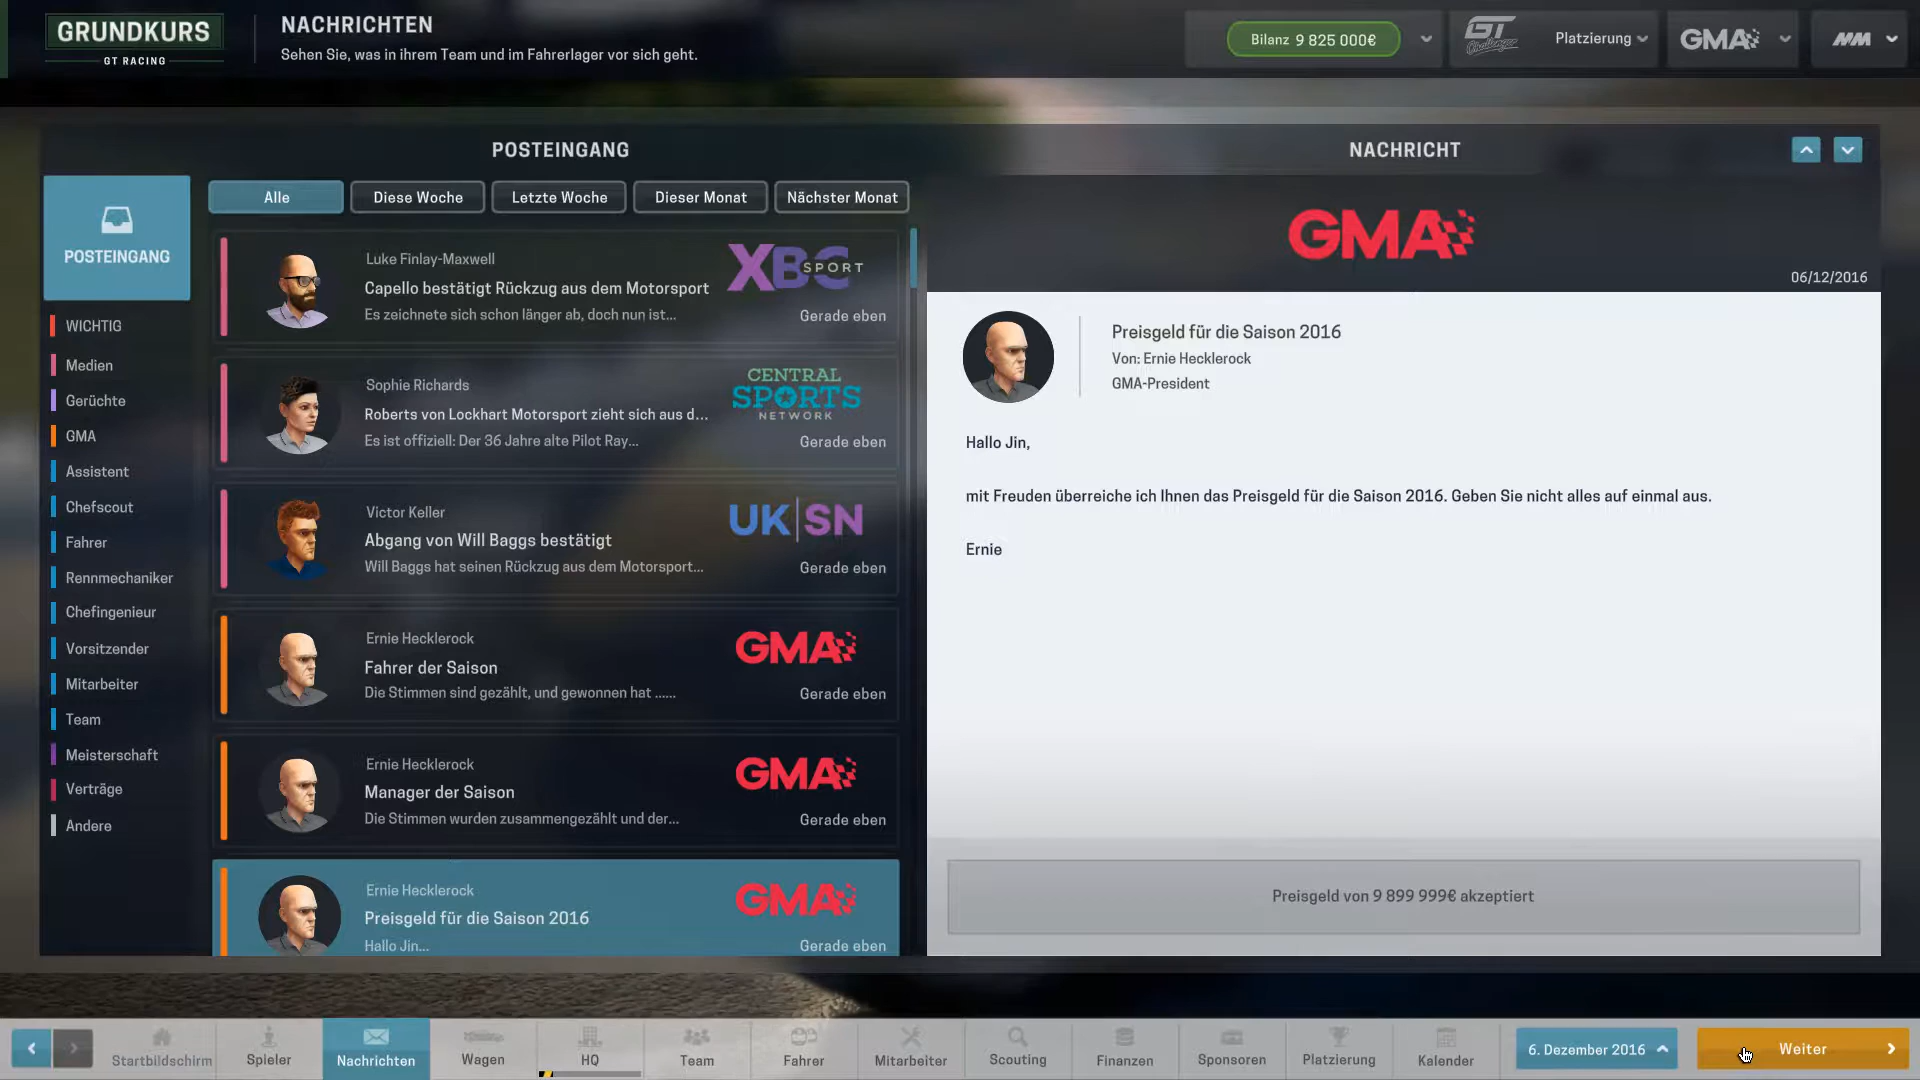 GRUNDKURS
GT RACING
NACHRICHTEN
Sehen Sie, was in ihrem Team und im Fahrerlager vor sich geht.
Bilanz 9 825 000€
GT Challenger
Platzierung
GMA
MM
POSTEINGANG
NACHRICHT
POSTEINGANG
Alle
Diese Woche
Letzte Woche
Dieser Monat
Nächster Monat
WICHTIG
Medien
Gerüchte
GMA
Assistent
Chefscout
Fahrer
Rennmechaniker
Chefingenieur
Vorsitzender
Mitarbeiter
Team
Meisterschaft
Verträge
Andere
Luke Finlay-Maxwell
Capello bestätigt Rückzug aus dem Motorsport
Es zeichnete sich schon länger ab, doch nun ist...
XBC SPORT
Gerade eben
Sophie Richards
Roberts von Lockhart Motorsport zieht sich aus d...
Es ist offiziell: Der 36 Jahre alte Pilot Ray...
CENTRAL
SPORTS
NETWORK
Gerade eben
Victor Keller
Abgang von Will Baggs bestätigt
Will Baggs hat seinen Rückzug aus dem Motorsport...
UK|SN
Gerade eben
Ernie Hecklerock
Fahrer der Saison
Die Stimmen sind gezählt, und gewonnen hat ......
GMA
Gerade eben
Ernie Hecklerock
Manager der Saison
Die Stimmen wurden zusammengezählt und der...
GMA
Gerade eben
Ernie Hecklerock
Preisgeld für die Saison 2016
Hallo Jin...
GMA
Gerade eben
GMA
06/12/2016
Preisgeld für die Saison 2016
Von: Ernie Hecklerock
GMA-President
Hallo Jin,
mit Freuden überreiche ich Ihnen das Preisgeld für die Saison 2016. Geben Sie nicht alles auf einmal aus.
Ernie
Preisgeld von 9 899 999€ akzeptiert
Startbildschirm
Spieler
Nachrichten
Wagen
HQ
Team
Fahrer
Mitarbeiter
Scouting
Finanzen
Sponsoren
Platzierung
Kalender
6. Dezember 2016
Weiter